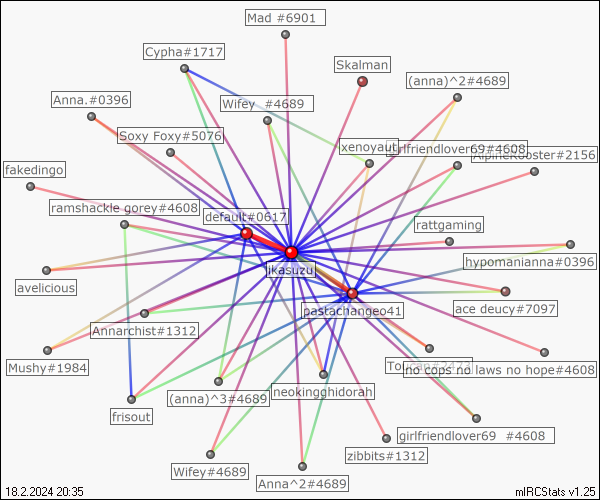 Mad #6901
Cypha#1717
Skalman
(anna)^2#4689
Anna.#0396
Wifey #4689
Soxy Foxy#5076
xenoyaut
girlfriendlover69#4608
AlpineRooster#2156
fakedingo
ramshackle gorey#4608
default#0617
rattgaming
jikasuzu
hypomanianna#0396
avelicious
pastachangeo41
ace deucy#7097
Annarchist#1312
Mushy#1984
no cops no laws no hope#4608
(anna)^3#4689
neokingghidorah
frisout
girlfriendlover69 #4608
zibbits#1312
Wifey#4689
Anna^2#4689
18.2.2024 20:35
mIRCStats v1.25